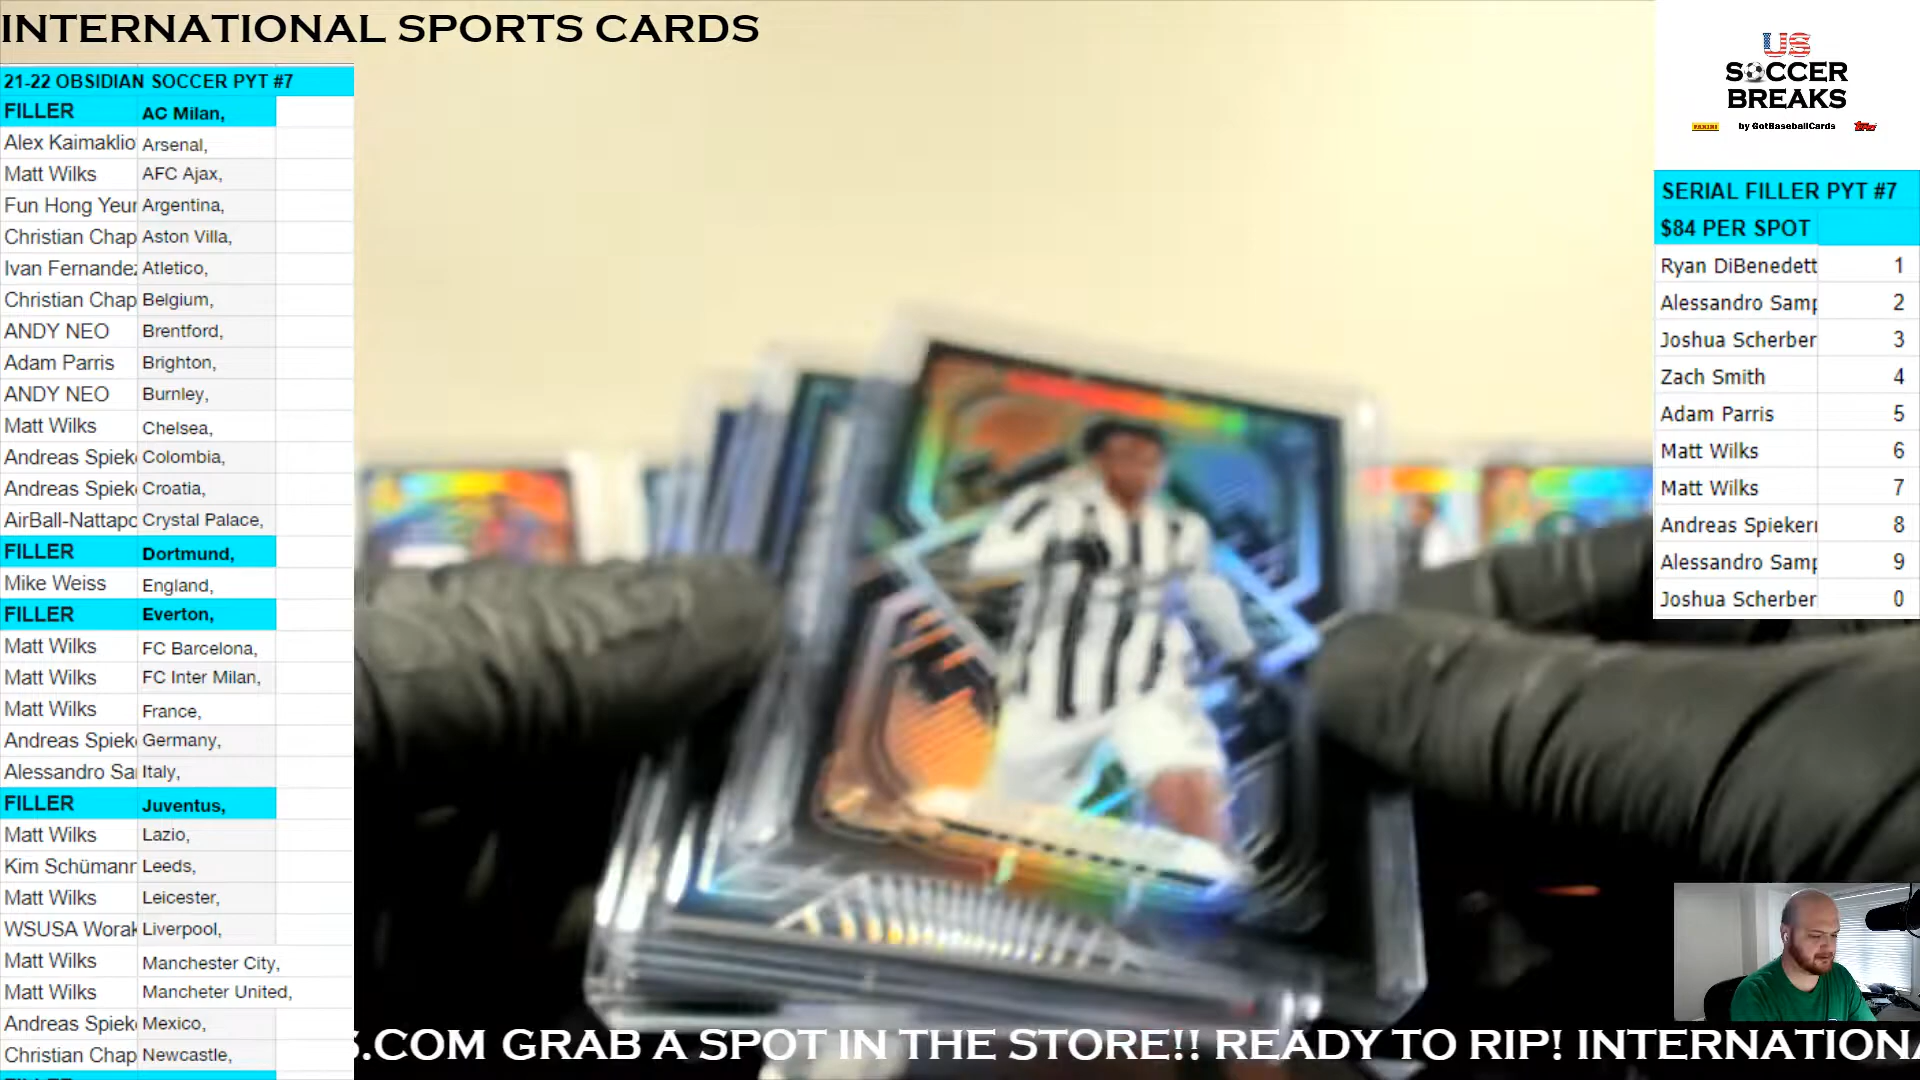 INTERNATIONAL SPORTS CARDS
21-22 OBSIDIAN SOCCER PYT #7
FILLER AC Milan,
Alex Kaimaklio Arsenal,
Matt Wilks AFC Ajax,
Fun Hong Yeur Argentina,
Christian Chap Aston Villa,
Ivan Fernandez Atletico,
Christian Chap Belgium,
ANDY NEO Brentford,
Adam Parris Brighton,
ANDY NEO Burnley,
Matt Wilks Chelsea,
Andreas Spiek Colombia,
Andreas Spiek Croatia,
AirBall-Nattapo Crystal Palace,
FILLER Dortmund,
Mike Weiss England,
FILLER Everton,
Matt Wilks FC Barcelona,
Matt Wilks FC Inter Milan,
Matt Wilks France,
Andreas Spiek Germany,
Alessandro Sa Italy,
FILLER Juventus,
Matt Wilks Lazio,
Kim Schümann Leeds,
Matt Wilks Leicester,
WSUSA Worak Liverpool,
Matt Wilks Manchester City,
Matt Wilks Mancheter United,
Andreas Spiek Mexico,
Christian Chap Newcastle,
US
SOCCER
BREAKS
PANINI by GotBaseballCards Topps
SERIAL FILLER PYT #7
$84 PER SPOT
Ryan DiBenedett 1
Alessandro Samp 2
Joshua Scherber 3
Zach Smith 4
Adam Parris 5
Matt Wilks 6
Matt Wilks 7
Andreas Spieker 8
Alessandro Samp 9
Joshua Scherber 0
S.COM GRAB A SPOT IN THE STORE!! READY TO RIP! INTERNATIONA